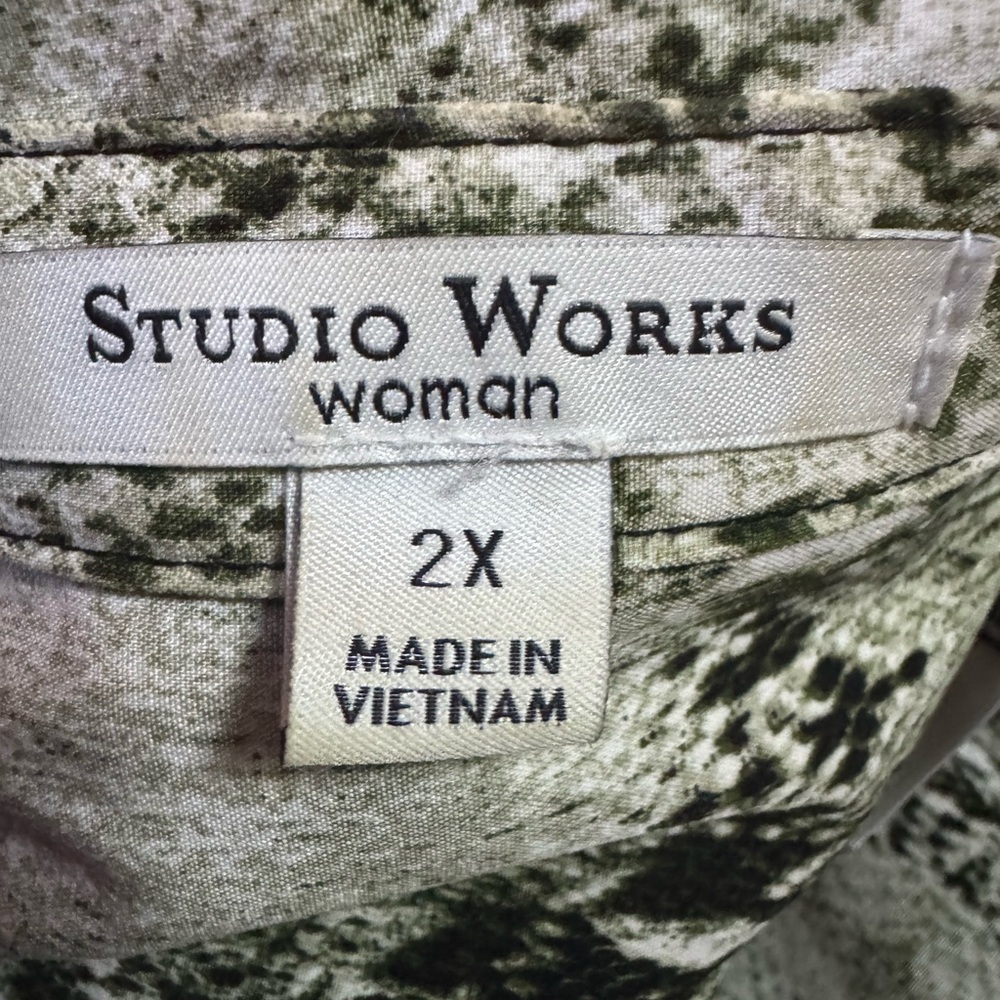 STUDIO WORKS
woman
2X
MADE IN
VIETNAM